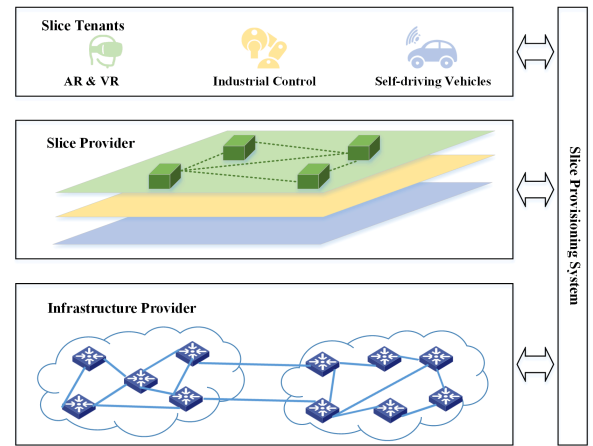 Slice Tenants
AR & VR
Industrial Control
Self-driving Vehicles
Slice Provider
Infrastructure Provider
Slice Provisioning System